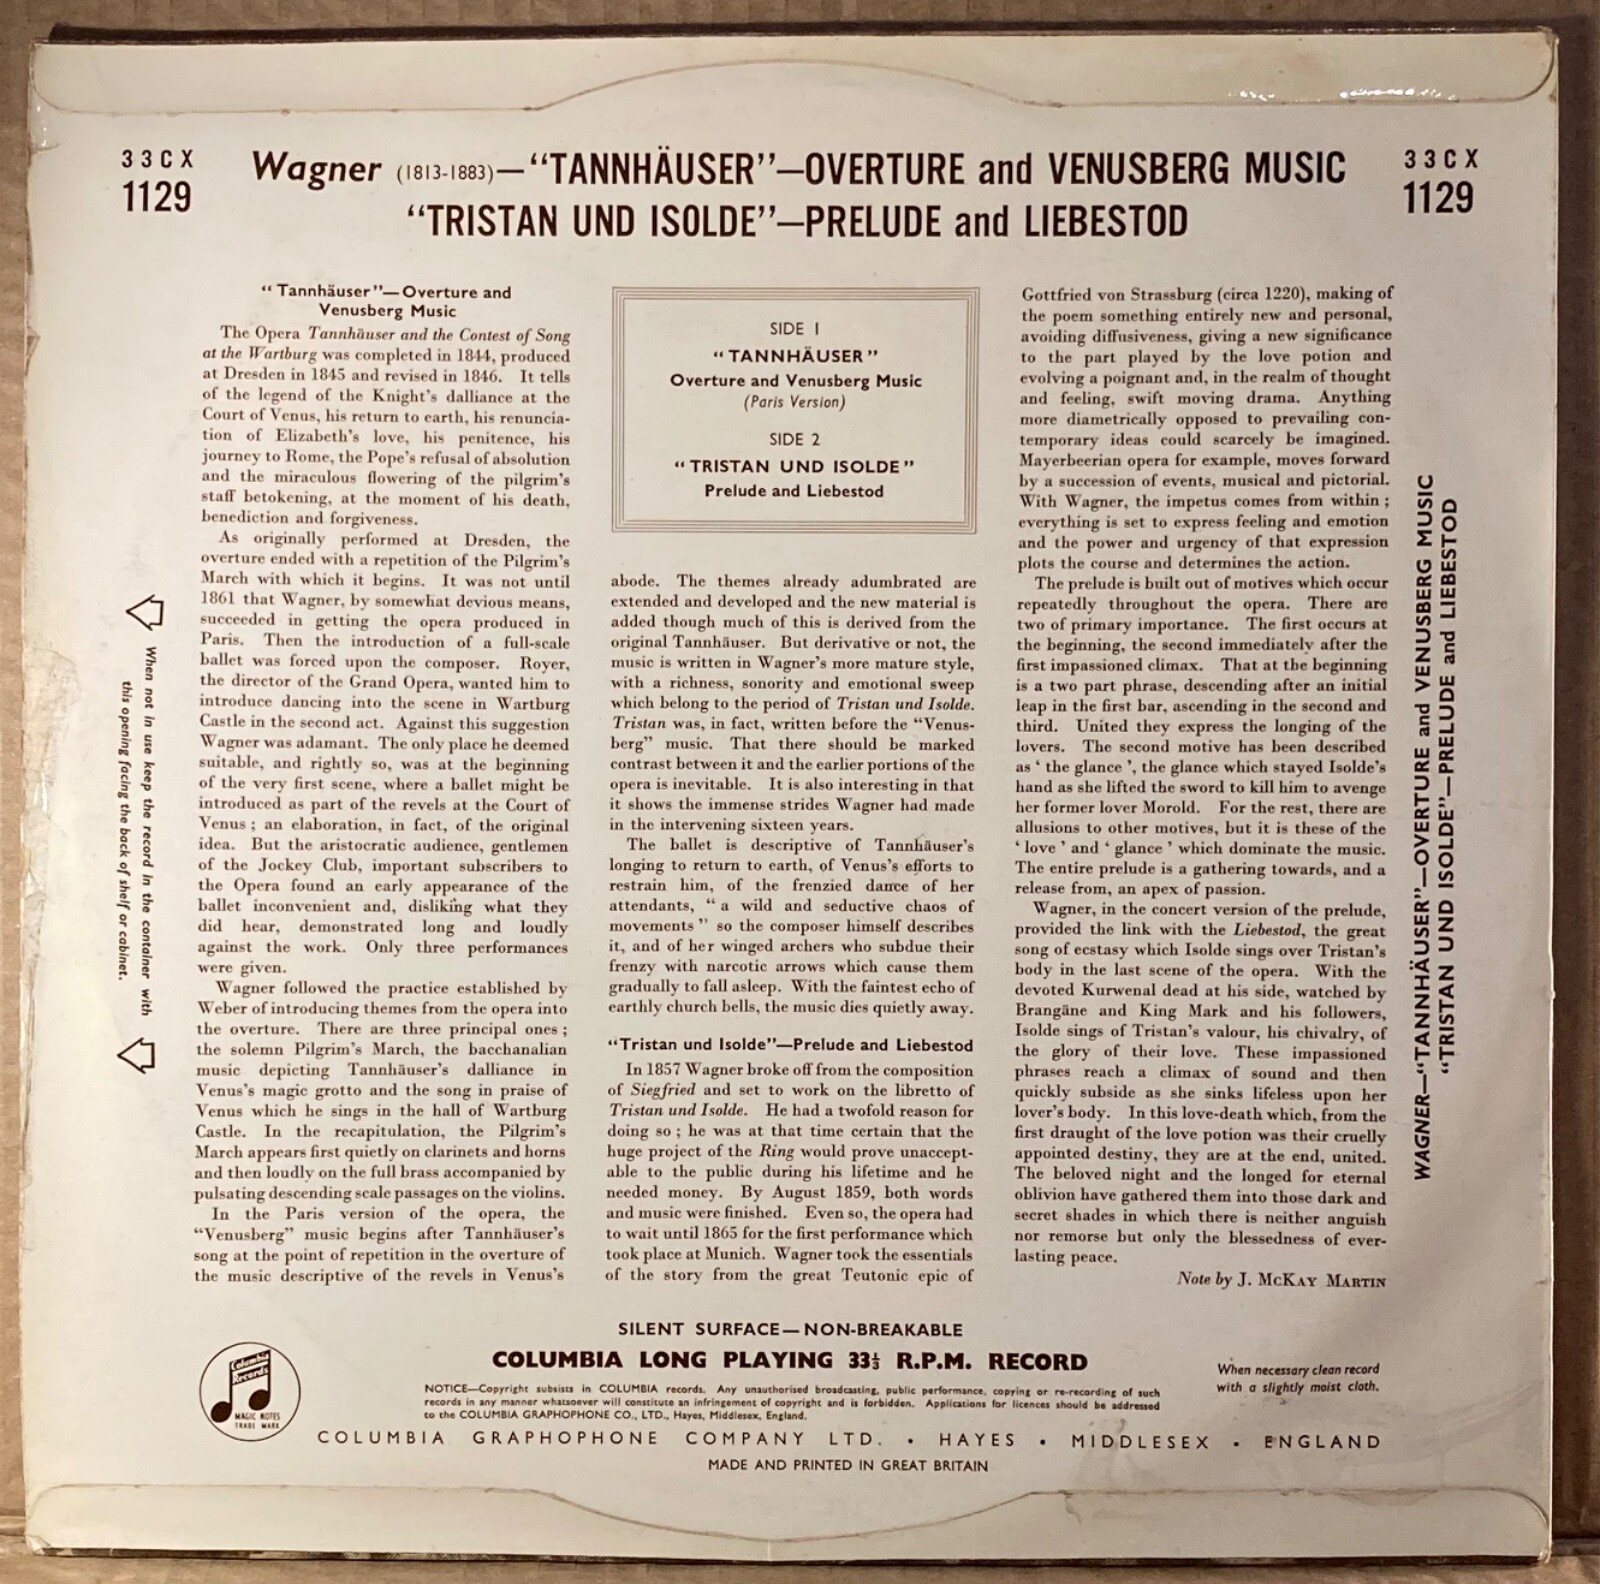 33CX
1129
Wagner (1813-1883)—“TANNHÄUSER”—OVERTURE and VENUSBERG MUSIC
“TRISTAN UND ISOLDE”—PRELUDE and LIEBESTOD
33CX
1129
“Tannhäuser”—Overture and
Venusberg Music
The Opera Tannhäuser and the Contest of Song
at the Wartburg was completed in 1844, produced
at Dresden in 1845 and revised in 1846. It tells
of the legend of the Knight's dalliance at the
Court of Venus, his return to earth, his renuncia-
tion of Elizabeth's love, his penitence, his
journey to Rome, the Pope's refusal of absolution
and the miraculous flowering of the pilgrim's
staff betokening, at the moment of his death,
benediction and forgiveness.
As originally performed at Dresden, the
overture ended with a repetition of the Pilgrim's
March with which it begins. It was not until
1861 that Wagner, by somewhat devious means,
succeeded in getting the opera produced in
Paris. Then the introduction of a full-scale
ballet was forced upon the composer. Royer,
the director of the Grand Opera, wanted him to
introduce dancing into the scene in Wartburg
Castle in the second act. Against this suggestion
Wagner was adamant. The only place he deemed
suitable, and rightly so, was at the beginning
of the very first scene, where a ballet might be
introduced as part of the revels at the Court of
Venus ; an elaboration, in fact, of the original
idea. But the aristocratic audience, gentlemen
of the Jockey Club, important subscribers to
the Opera found an early appearance of the
ballet inconvenient and, disliking what they
did hear, demonstrated long and loudly
against the work. Only three performances
were given.
Wagner followed the practice established by
Weber of introducing themes from the opera into
the overture. There are three principal ones ;
the solemn Pilgrim's March, the bacchanalian
music depicting Tannhäuser's dalliance in
Venus's magic grotto and the song in praise of
Venus which he sings in the hall of Wartburg
Castle. In the recapitulation, the Pilgrim's
March appears first quietly on clarinets and horns
and then loudly on the full brass accompanied by
pulsating descending scale passages on the violins.
In the Paris version of the opera, the
“Venusberg” music begins after Tannhäuser's
song at the point of repetition in the overture of
the music descriptive of the revels in Venus's
SIDE 1
“TANNHÄUSER”
Overture and Venusberg Music
(Paris Version)
SIDE 2
“TRISTAN UND ISOLDE”
Prelude and Liebestod
abode. The themes already adumbrated are
extended and developed and the new material is
added though much of this is derived from the
original Tannhäuser. But derivative or not, the
music is written in Wagner's more mature style,
with a richness, sonority and emotional sweep
which belong to the period of Tristan und Isolde.
Tristan was, in fact, written before the “Venus-
berg” music. That there should be marked
contrast between it and the earlier portions of the
opera is inevitable. It is also interesting in that
it shows the immense strides Wagner had made
in the intervening sixteen years.
The ballet is descriptive of Tannhäuser's
longing to return to earth, of Venus's efforts to
restrain him, of the frenzied dance of her
attendants, “a wild and seductive chaos of
movements” so the composer himself describes
it, and of her winged archers who subdue their
frenzy with narcotic arrows which cause them
gradually to fall asleep. With the faintest echo of
earthly church bells, the music dies quietly away.
“Tristan und Isolde”—Prelude and Liebestod
In 1857 Wagner broke off from the composition
of Siegfried and set to work on the libretto of
Tristan und Isolde. He had a twofold reason for
doing so ; he was at that time certain that the
huge project of the Ring would prove unaccept-
able to the public during his lifetime and he
needed money. By August 1859, both words
and music were finished. Even so, the opera had
to wait until 1865 for the first performance which
took place at Munich. Wagner took the essentials
of the story from the great Teutonic epic of
Gottfried von Strassburg (circa 1220), making of
the poem something entirely new and personal,
avoiding diffusiveness, giving a new significance
to the part played by the love potion and
evolving a poignant and, in the realm of thought
and feeling, swift moving drama. Anything
more diametrically opposed to prevailing con-
temporary ideas could scarcely be imagined.
Mayerbeerian opera for example, moves forward
by a succession of events, musical and pictorial.
With Wagner, the impetus comes from within ;
everything is set to express feeling and emotion
and the power and urgency of that expression
plots the course and determines the action.
The prelude is built out of motives which occur
repeatedly throughout the opera. There are
two of primary importance. The first occurs at
the beginning, the second immediately after the
first impassioned climax. That at the beginning
is a two part phrase, descending after an initial
leap in the first bar, ascending in the second and
third. United they express the longing of the
lovers. The second motive has been described
as ‘ the glance ’, the glance which stayed Isolde's
hand as she lifted the sword to kill him to avenge
her former lover Morold. For the rest, there are
allusions to other motives, but it is these of the
‘ love ’ and ‘ glance ’ which dominate the music.
The entire prelude is a gathering towards, and a
release from, an apex of passion.
Wagner, in the concert version of the prelude,
provided the link with the Liebestod, the great
song of ecstasy which Isolde sings over Tristan's
body in the last scene of the opera. With the
devoted Kurwenal dead at his side, watched by
Brangäne and King Mark and his followers,
Isolde sings of Tristan's valour, his chivalry, of
the glory of their love. These impassioned
phrases reach a climax of sound and then
quickly subside as she sinks lifeless upon her
lover's body. In this love-death which, from the
first draught of the love potion was their cruelly
appointed destiny, they are at the end, united.
The beloved night and the longed for eternal
oblivion have gathered them into those dark and
secret shades in which there is neither anguish
nor remorse but only the blessedness of ever-
lasting peace.
Note by J. McKAY MARTIN
When not in use keep the record in the container with
this opening facing the back of shelf or cabinet.
WAGNER—“TANNHÄUSER”—OVERTURE and VENUSBERG MUSIC
“TRISTAN UND ISOLDE”—PRELUDE and LIEBESTOD
SILENT SURFACE—NON-BREAKABLE
COLUMBIA LONG PLAYING 33⅓ R.P.M. RECORD
NOTICE—Copyright subsists in COLUMBIA records. Any unauthorised broadcasting, public performance, copying or re-recording of such
records in any manner whatsoever will constitute an infringement of copyright and is forbidden. Applications for licences should be addressed
to the COLUMBIA GRAPHOPHONE CO., LTD., Hayes, Middlesex, England.
When necessary clean record
with a slightly moist cloth.
Columbia
Records
MAGIC NOTES
TRADE MARK
COLUMBIA GRAPHOPHONE COMPANY LTD. • HAYES • MIDDLESEX • ENGLAND
MADE AND PRINTED IN GREAT BRITAIN